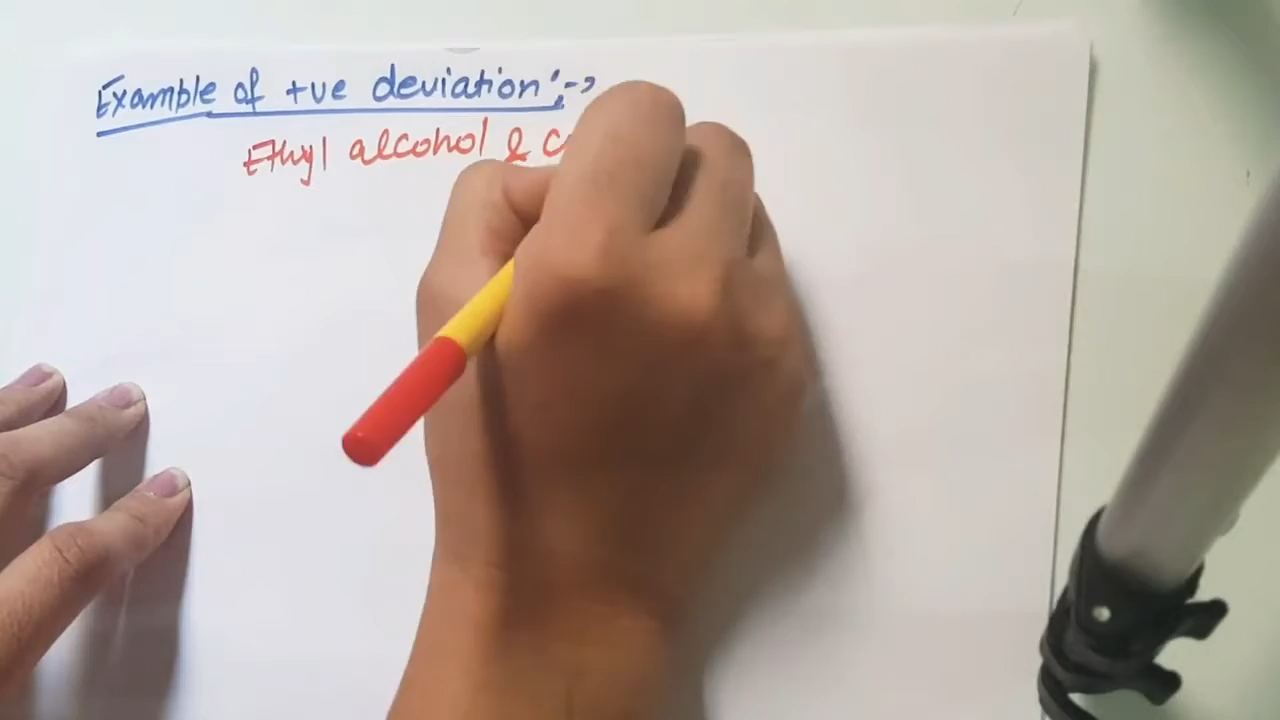 Example of +ve deviation :->
Ethyl alcohol &